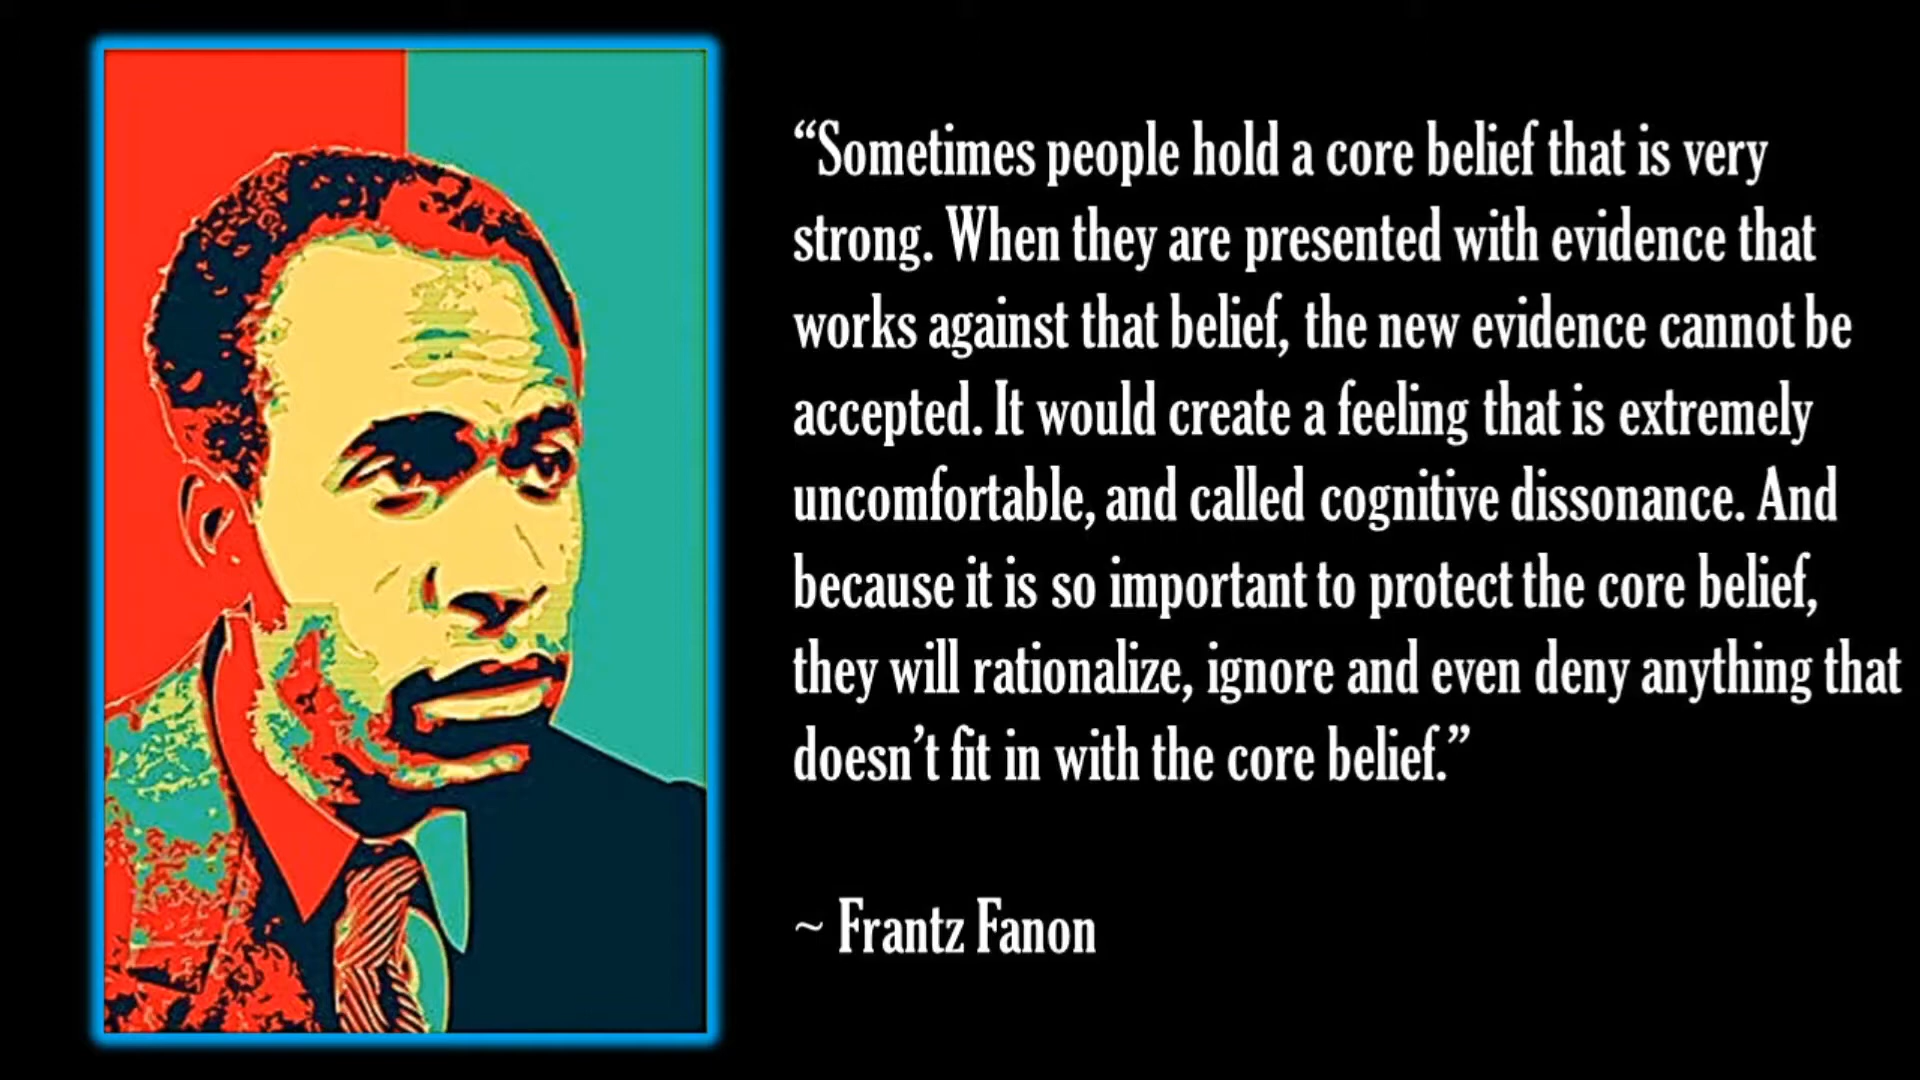 “Sometimes people hold a core belief that is very
strong. When they are presented with evidence that
works against that belief, the new evidence cannot be
accepted. It would create a feeling that is extremely
uncomfortable, and called cognitive dissonance. And
because it is so important to protect the core belief,
they will rationalize, ignore and even deny anything that
doesn’t fit in with the core belief.”
~ Frantz Fanon